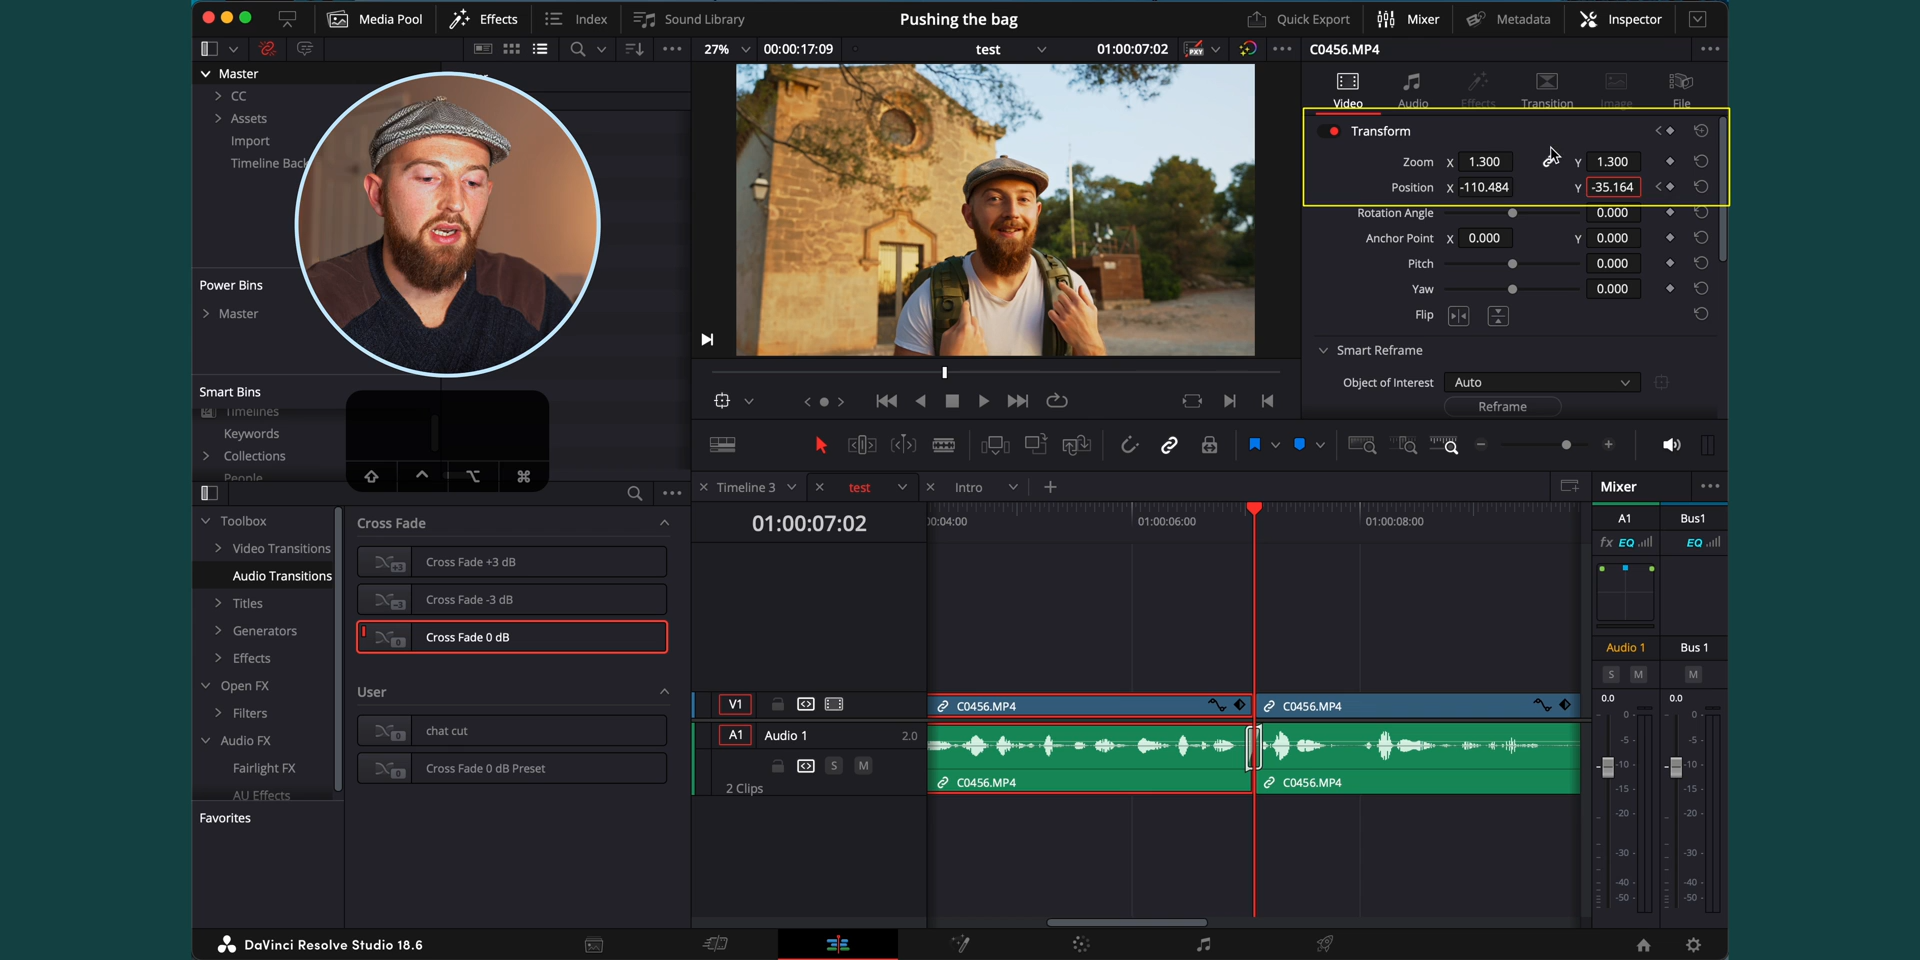 Media Pool
Effects
Index
Sound Library
Pushing the bag
Quick Export
Mixer
Metadata
Inspector
27%
00:00:17:09
test
01:00:07:02
PXY
C0456.MP4
Master
CC
Assets
Import
Timeline Back
Power Bins
Master
Smart Bins
Timelines
Keywords
Collections
People
Video
Audio
Effects
Transition
Image
File
Transform
Zoom X 1.300 Y 1.300
Position X -110.484 Y -35.164
Rotation Angle 0.000
Anchor Point X 0.000 Y 0.000
Pitch 0.000
Yaw 0.000
Flip
Smart Reframe
Object of Interest Auto
Reframe
Toolbox
Video Transitions
Audio Transitions
Titles
Generators
Effects
Open FX
Filters
Audio FX
Fairlight FX
AU Effects
Favorites
Cross Fade
+3 Cross Fade +3 dB
-3 Cross Fade -3 dB
0 Cross Fade 0 dB
User
0 chat cut
0 Cross Fade 0 dB Preset
Timeline 3
test
Intro
01:00:07:02
00:04:00
01:00:06:00
01:00:08:00
V1
C0456.MP4
C0456.MP4
A1 Audio 1 2.0
S M
2 Clips
C0456.MP4
C0456.MP4
Mixer
A1 Bus1
fx EQ EQ
Audio 1 Bus 1
S M M
0.0 0.0
0- 0-
-5- -5-
-10- -10-
-15- -15-
-20- -20-
-30- -30-
-40- -40-
-50- -50-
DaVinci Resolve Studio 18.6